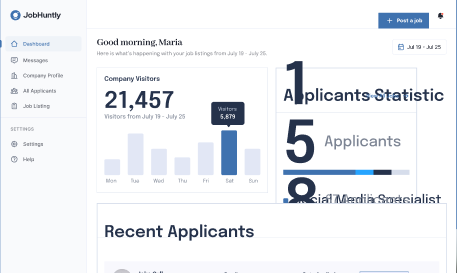 JobHuntly
+ Post a job
Dashboard
Messages
Company Profile
All Applicants
Job Listing
SETTINGS
Settings
Help
Good morning, Maria
Here is what's happening with your job listings from July 19 - July 25.
Jul 19 - Jul 25
Company Visitors
21,457
Visitors from July 19 - July 25
Visitors
5,879
Mon Tue Wed Thu Fri Sat Sun
1
Applicants Statistic
5
Applicants
8
Social Media Specialist
Recent Applicants